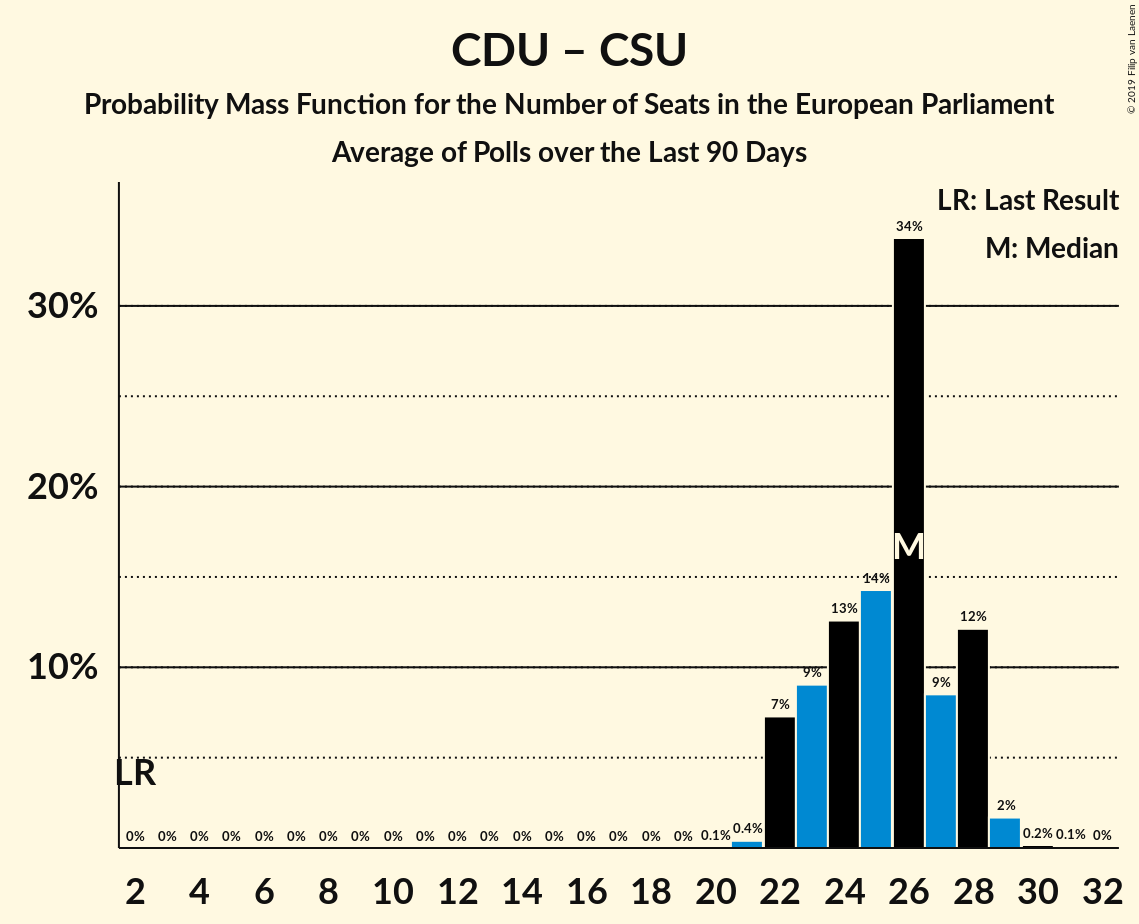 CDU – CSU
Probability Mass Function for the Number of Seats in the European Parliament
Average of Polls over the Last 90 Days
© 2019 Filip van Laenen
LR: Last Result
M: Median
34%
30%
20%
M
14%
13%
12%
10%
9%
9%
7%
LR
2%
0% 0% 0% 0% 0% 0% 0% 0% 0% 0% 0% 0% 0% 0% 0% 0% 0% 0% 0.1% 0.4% 0.2% 0.1% 0%
2 4 6 8 10 12 14 16 18 20 22 24 26 28 30 32